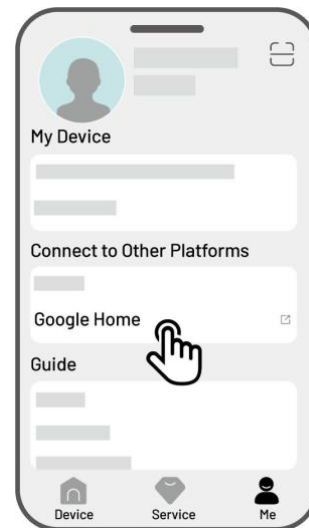 My Device
Connect to Other Platforms
Google Home
Guide
Device Service Me